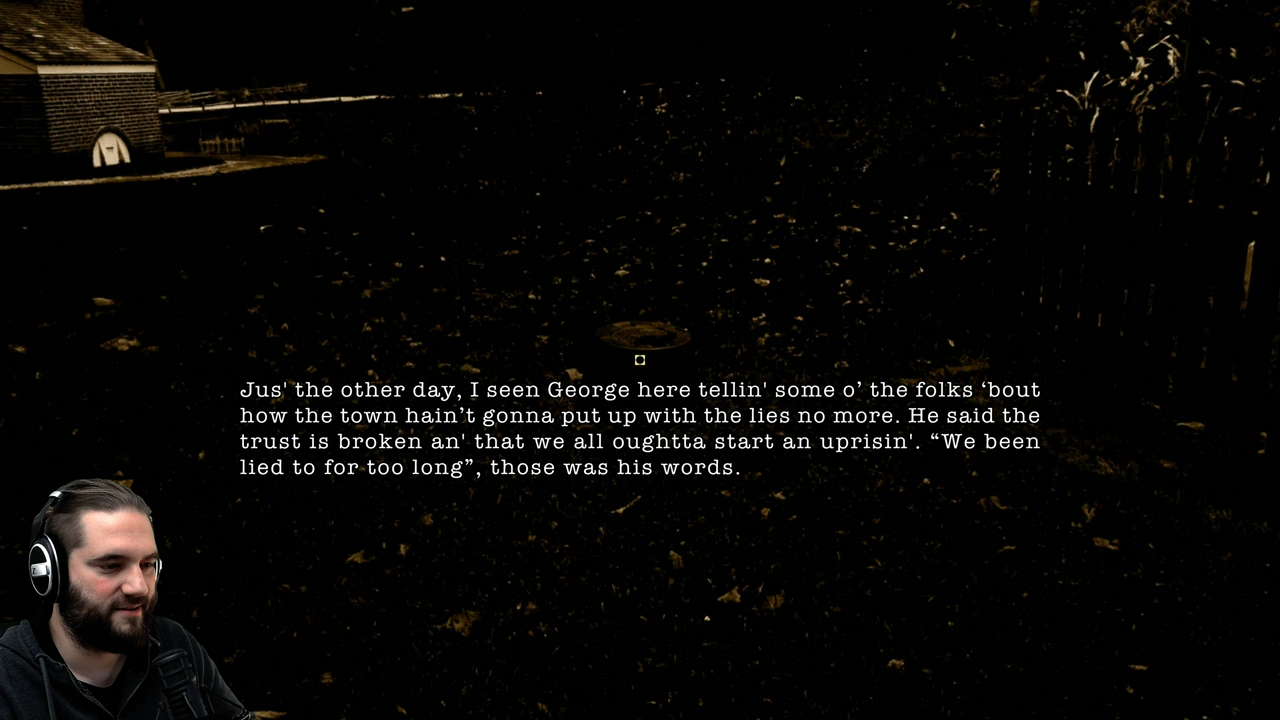 Jus' the other day, I seen George here tellin' some o’ the folks ‘bout
how the town hain’t gonna put up with the lies no more. He said the
trust is broken an' that we all oughtta start an uprisin'. “We been
lied to for too long”, those was his words.